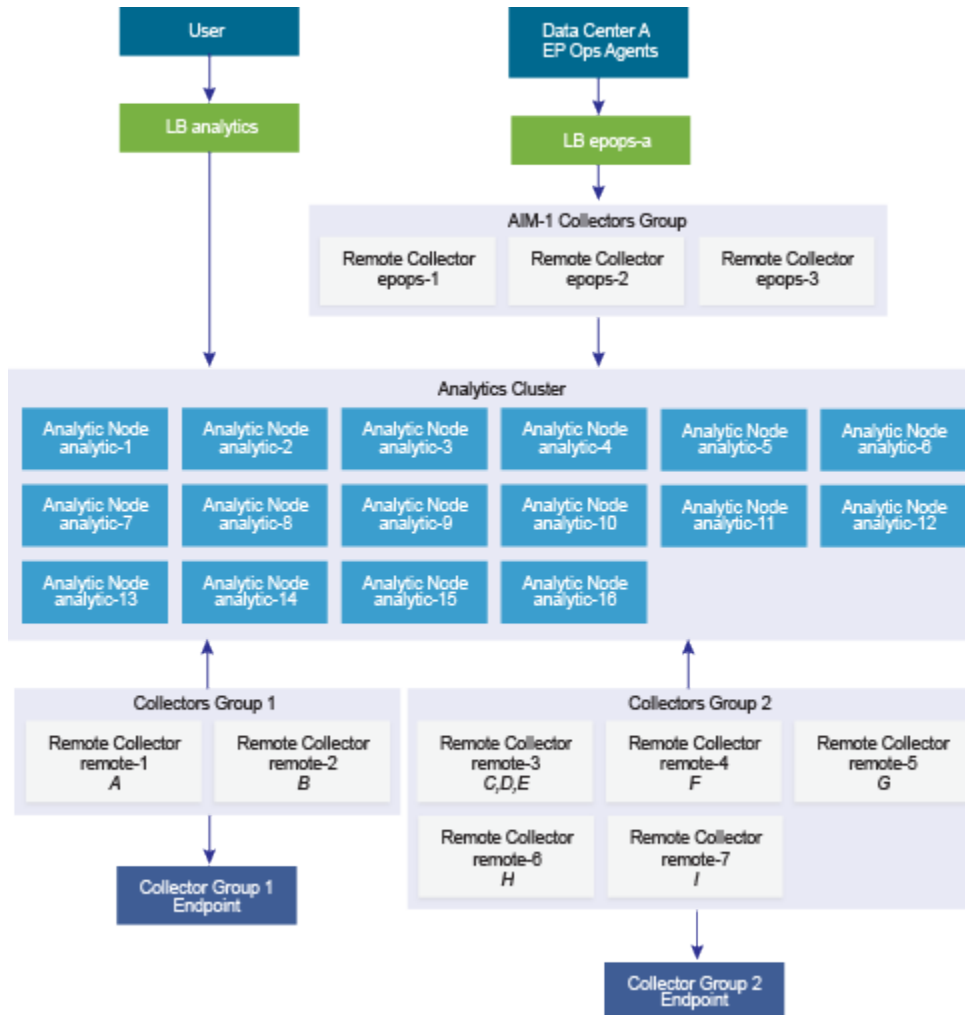 User
Data Center A
EP Ops Agents
LB analytics
LB epops-a
AIM-1 Collectors Group
Remote Collector
epops-1
Remote Collector
epops-2
Remote Collector
epops-3
Analytics Cluster
Analytic Node
analytic-1
Analytic Node
analytic-2
Analytic Node
analytic-3
Analytic Node
analytic-4
Analytic Node
analytic-5
Analytic Node
analytic-6
Analytic Node
analytic-7
Analytic Node
analytic-8
Analytic Node
analytic-9
Analytic Node
analytic-10
Analytic Node
analytic-11
Analytic Node
analytic-12
Analytic Node
analytic-13
Analytic Node
analytic-14
Analytic Node
analytic-15
Analytic Node
analytic-16
Collectors Group 1
Remote Collector
remote-1
A
Remote Collector
remote-2
B
Collector Group 1
Endpoint
Collectors Group 2
Remote Collector
remote-3
C,D,E
Remote Collector
remote-4
F
Remote Collector
remote-5
G
Remote Collector
remote-6
H
Remote Collector
remote-7
I
Collector Group 2
Endpoint